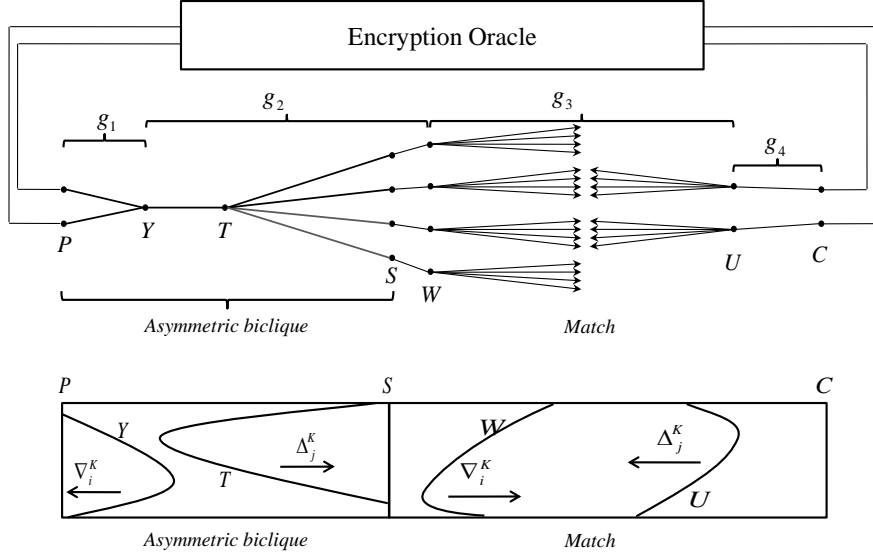 Encryption Oracle
g₁ g₂ g₃ g₄
P Y T S W U C
Asymmetric biclique Match
P S C
Y T W U
∇ᵢᴷ Δⱼᴷ ∇ᵢᴷ Δⱼᴷ
Asymmetric biclique Match